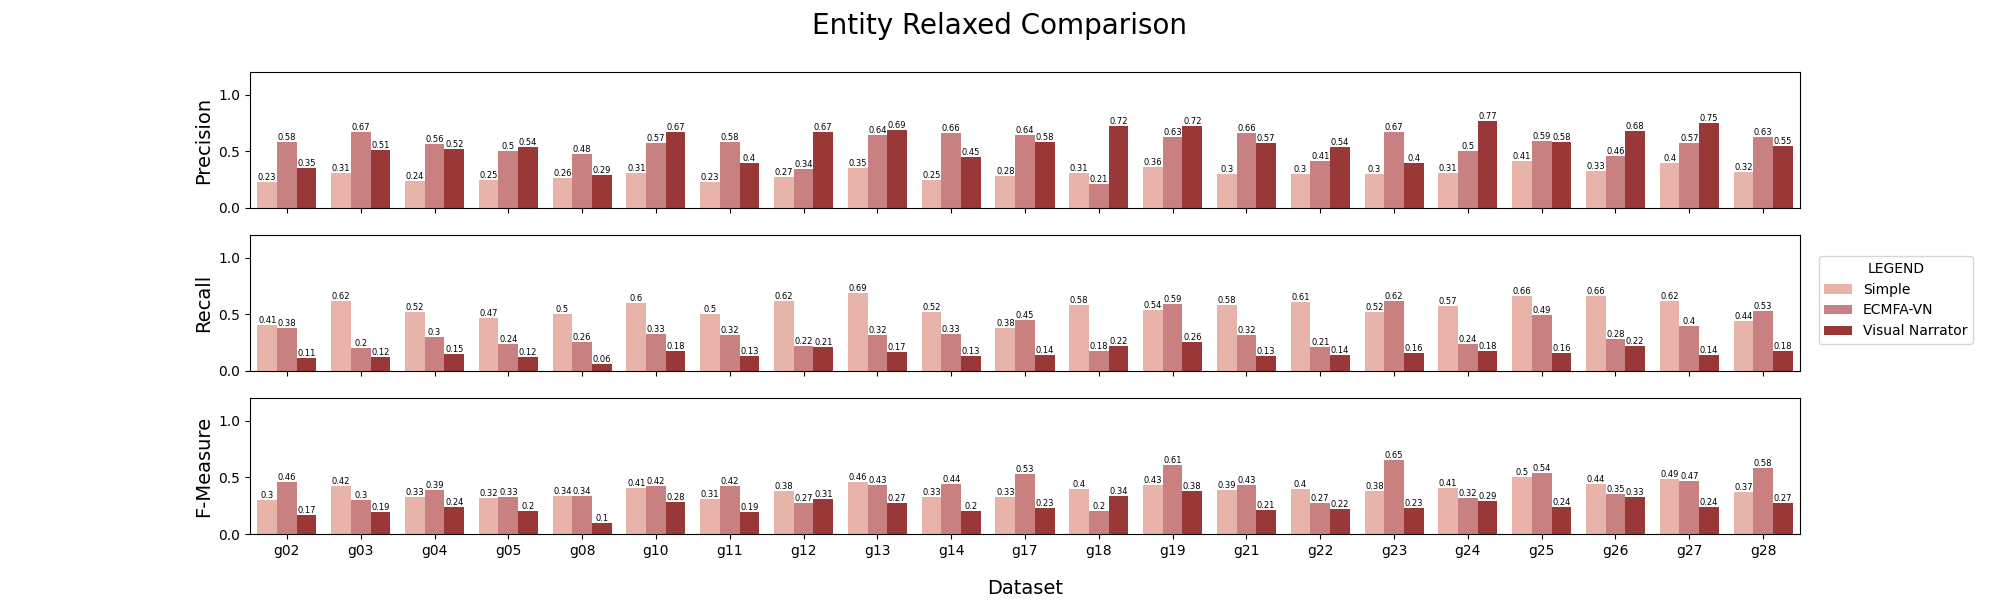 Entity Relaxed Comparison
Precision
1.0
0.5
0.0
0.23 0.58 0.35 0.31 0.67 0.51 0.24 0.56 0.52 0.25 0.5 0.54 0.26 0.48 0.29 0.31 0.57 0.67 0.23 0.58 0.4 0.27 0.34 0.67 0.35 0.64 0.69 0.25 0.66 0.45 0.28 0.64 0.58 0.31 0.21 0.72 0.36 0.63 0.72 0.3 0.66 0.57 0.3 0.41 0.54 0.3 0.67 0.4 0.31 0.5 0.77 0.41 0.59 0.58 0.33 0.46 0.68 0.4 0.57 0.75 0.32 0.63 0.55
Recall
1.0
0.5
0.0
0.41 0.38 0.11 0.62 0.2 0.12 0.52 0.3 0.15 0.47 0.24 0.12 0.5 0.26 0.06 0.6 0.33 0.18 0.5 0.32 0.13 0.62 0.22 0.21 0.69 0.32 0.17 0.52 0.33 0.13 0.38 0.45 0.14 0.58 0.18 0.22 0.54 0.59 0.26 0.58 0.32 0.13 0.61 0.21 0.14 0.52 0.62 0.16 0.57 0.24 0.18 0.66 0.49 0.16 0.66 0.28 0.22 0.62 0.4 0.14 0.44 0.53 0.18
LEGEND
Simple
ECMFA-VN
Visual Narrator
F-Measure
1.0
0.5
0.0
0.3 0.46 0.17 0.42 0.3 0.19 0.33 0.39 0.24 0.32 0.33 0.2 0.34 0.34 0.1 0.41 0.42 0.28 0.31 0.42 0.19 0.38 0.27 0.31 0.46 0.43 0.27 0.33 0.44 0.2 0.33 0.53 0.23 0.4 0.2 0.34 0.43 0.61 0.38 0.39 0.43 0.21 0.4 0.27 0.22 0.38 0.65 0.23 0.41 0.32 0.29 0.5 0.54 0.24 0.44 0.35 0.33 0.49 0.47 0.24 0.37 0.58 0.27
g02 g03 g04 g05 g08 g10 g11 g12 g13 g14 g17 g18 g19 g21 g22 g23 g24 g25 g26 g27 g28
Dataset